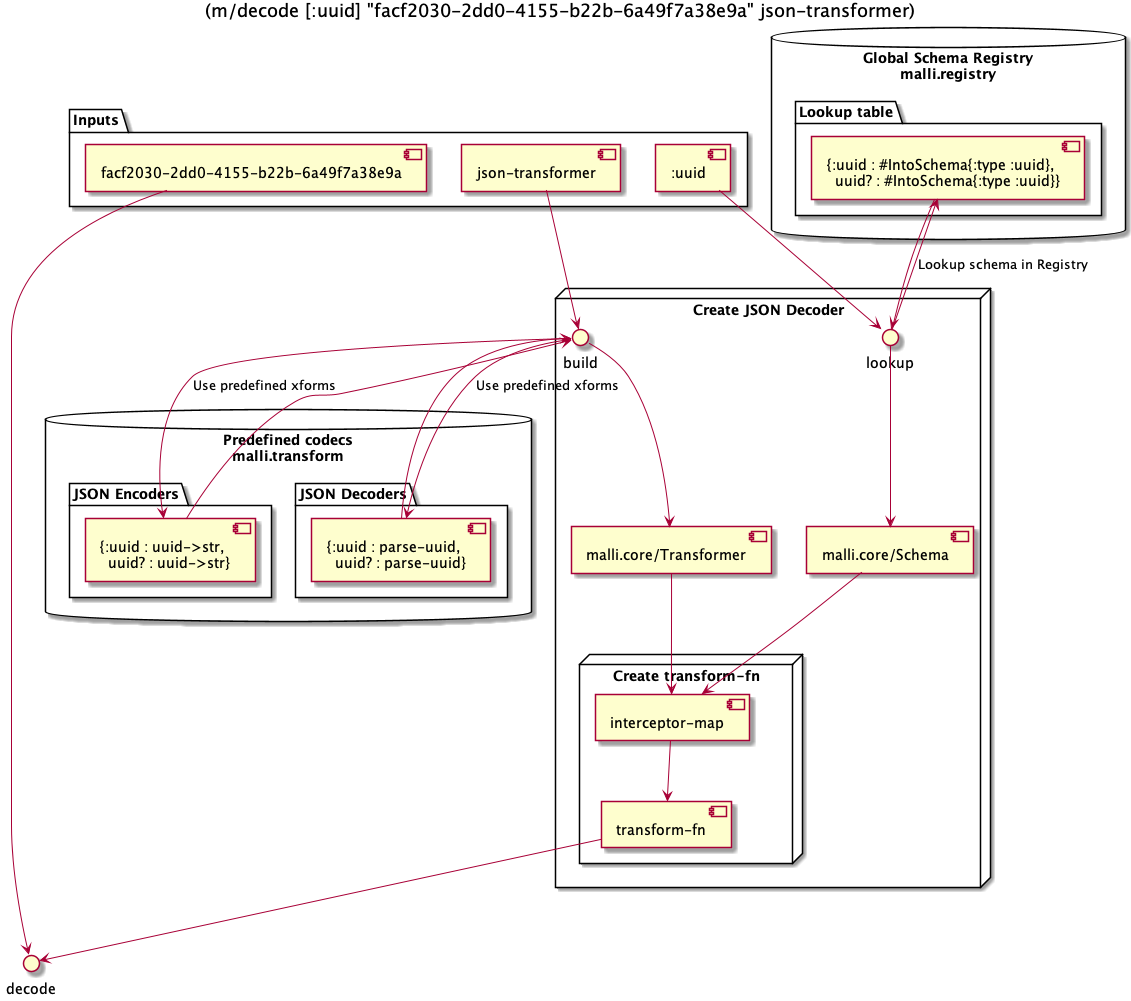 (m/decode [:uuid] "facf2030-2dd0-4155-b22b-6a49f7a38e9a" json-transformer)
Global Schema Registry
malli.registry
Lookup table
{:uuid : #IntoSchema{:type :uuid},
uuid? : #IntoSchema{:type :uuid}}
Inputs
facf2030-2dd0-4155-b22b-6a49f7a38e9a
json-transformer
:uuid
Lookup schema in Registry
Create JSON Decoder
build
lookup
Use predefined xforms
Use predefined xforms
Predefined codecs
malli.transform
JSON Encoders
{:uuid : uuid->str,
uuid? : uuid->str}
JSON Decoders
{:uuid : parse-uuid,
uuid? : parse-uuid}
malli.core/Transformer
malli.core/Schema
Create transform-fn
interceptor-map
transform-fn
decode